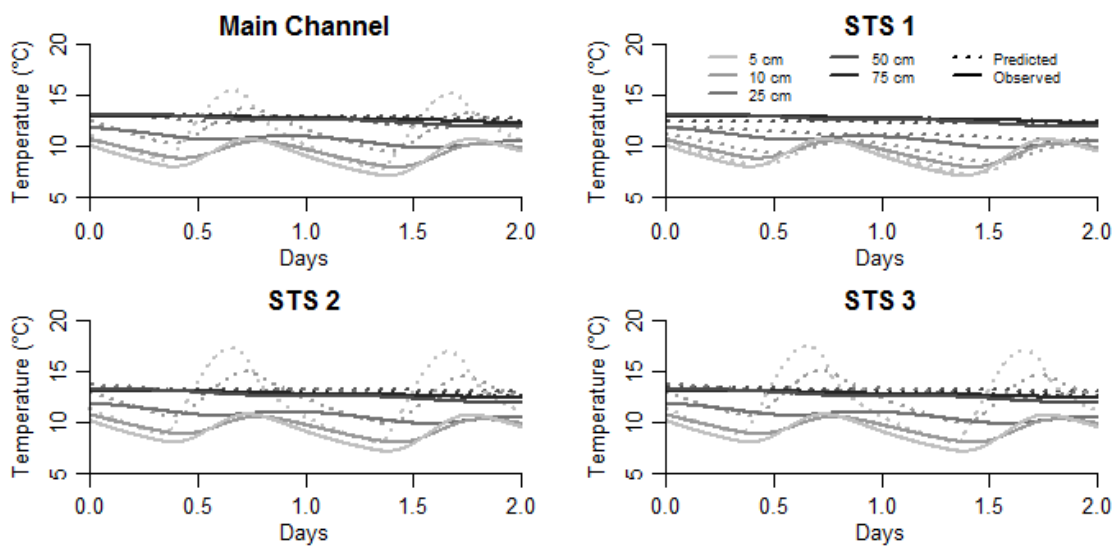 Main Channel
Temperature (°C)
20
15
10
5
0.0 0.5 1.0 1.5 2.0
Days
STS 1
5 cm 50 cm Predicted
10 cm 75 cm Observed
25 cm
Temperature (°C)
20
15
10
5
0.0 0.5 1.0 1.5 2.0
Days
STS 2
Temperature (°C)
20
15
10
5
0.0 0.5 1.0 1.5 2.0
Days
STS 3
Temperature (°C)
20
15
10
5
0.0 0.5 1.0 1.5 2.0
Days